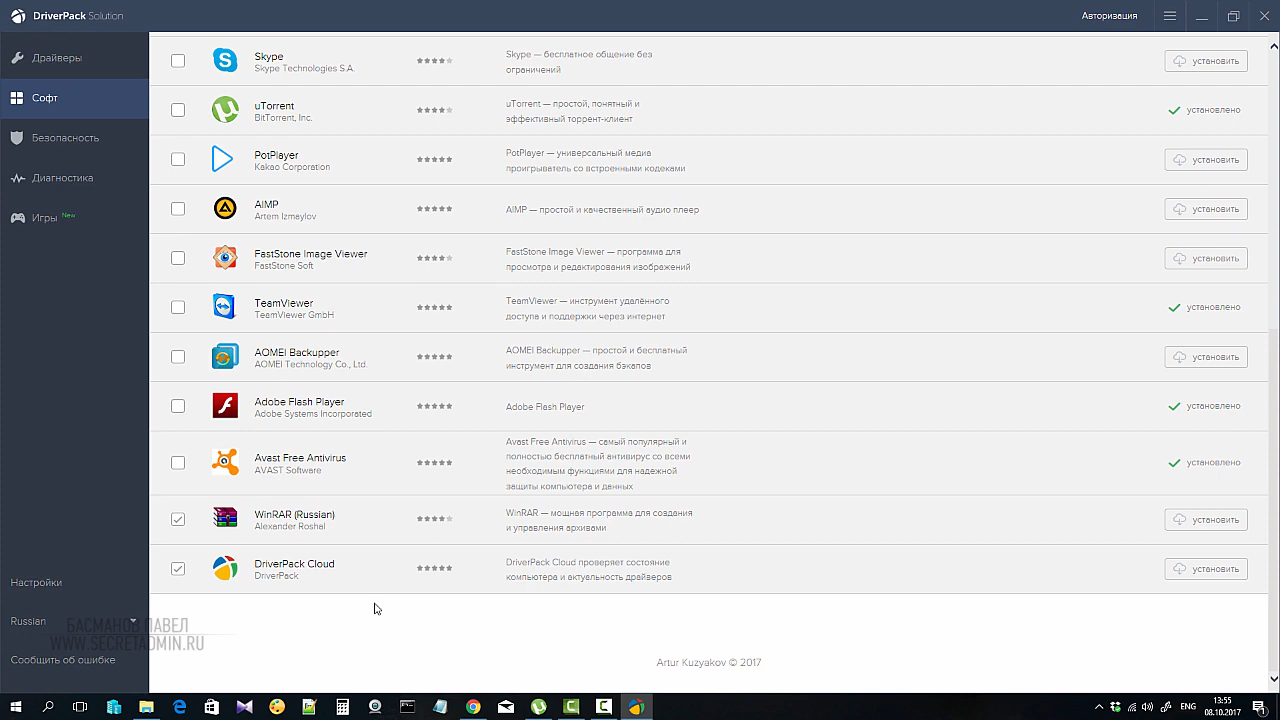 DriverPack Solution
Авторизация
Драйверы
Софт
Безопасность
Диагностика
Игры New
Настройки
Russian
Сообщить об ошибке
БАСМАНОВ ПАВЕЛ
WWW.SECRETADMIN.RU
Skype
Skype Technologies S.A.
Skype — бесплатное общение без
ограничений
установить
uTorrent
BitTorrent, Inc.
uTorrent — простой, понятный и
эффективный торрент-клиент
установлено
PotPlayer
Kakao Corporation
PotPlayer — универсальный медиа
проигрыватель со встроенными кодеками
установить
AIMP
Artem Izmaylov
AIMP — простой и качественный аудио плеер
установить
FastStone Image Viewer
FastStone Soft
FastStone Image Viewer — программа для
просмотра и редактирования изображений
установить
TeamViewer
TeamViewer GmbH
TeamViewer — инструмент удалённого
доступа и поддержки через интернет
установлено
AOMEI Backupper
AOMEI Technology Co., Ltd.
AOMEI Backupper — простой и бесплатный
инструмент для создания бэкапов
установить
Adobe Flash Player
Adobe Systems Incorporated
Adobe Flash Player
установлено
Avast Free Antivirus
AVAST Software
Avast Free Antivirus — самый популярный и
полностью бесплатный антивирус со всеми
необходимым функциями для надежной
защиты компьютера и данных
установлено
WinRAR (Russian)
Alexander Roshal
WinRAR — мощная программа для создания
и управления архивами
установить
DriverPack Cloud
DriverPack
DriverPack Cloud проверяет состояние
компьютера и актуальность драйверов
установить
Artur Kuzyakov © 2017
13:55
08.10.2017